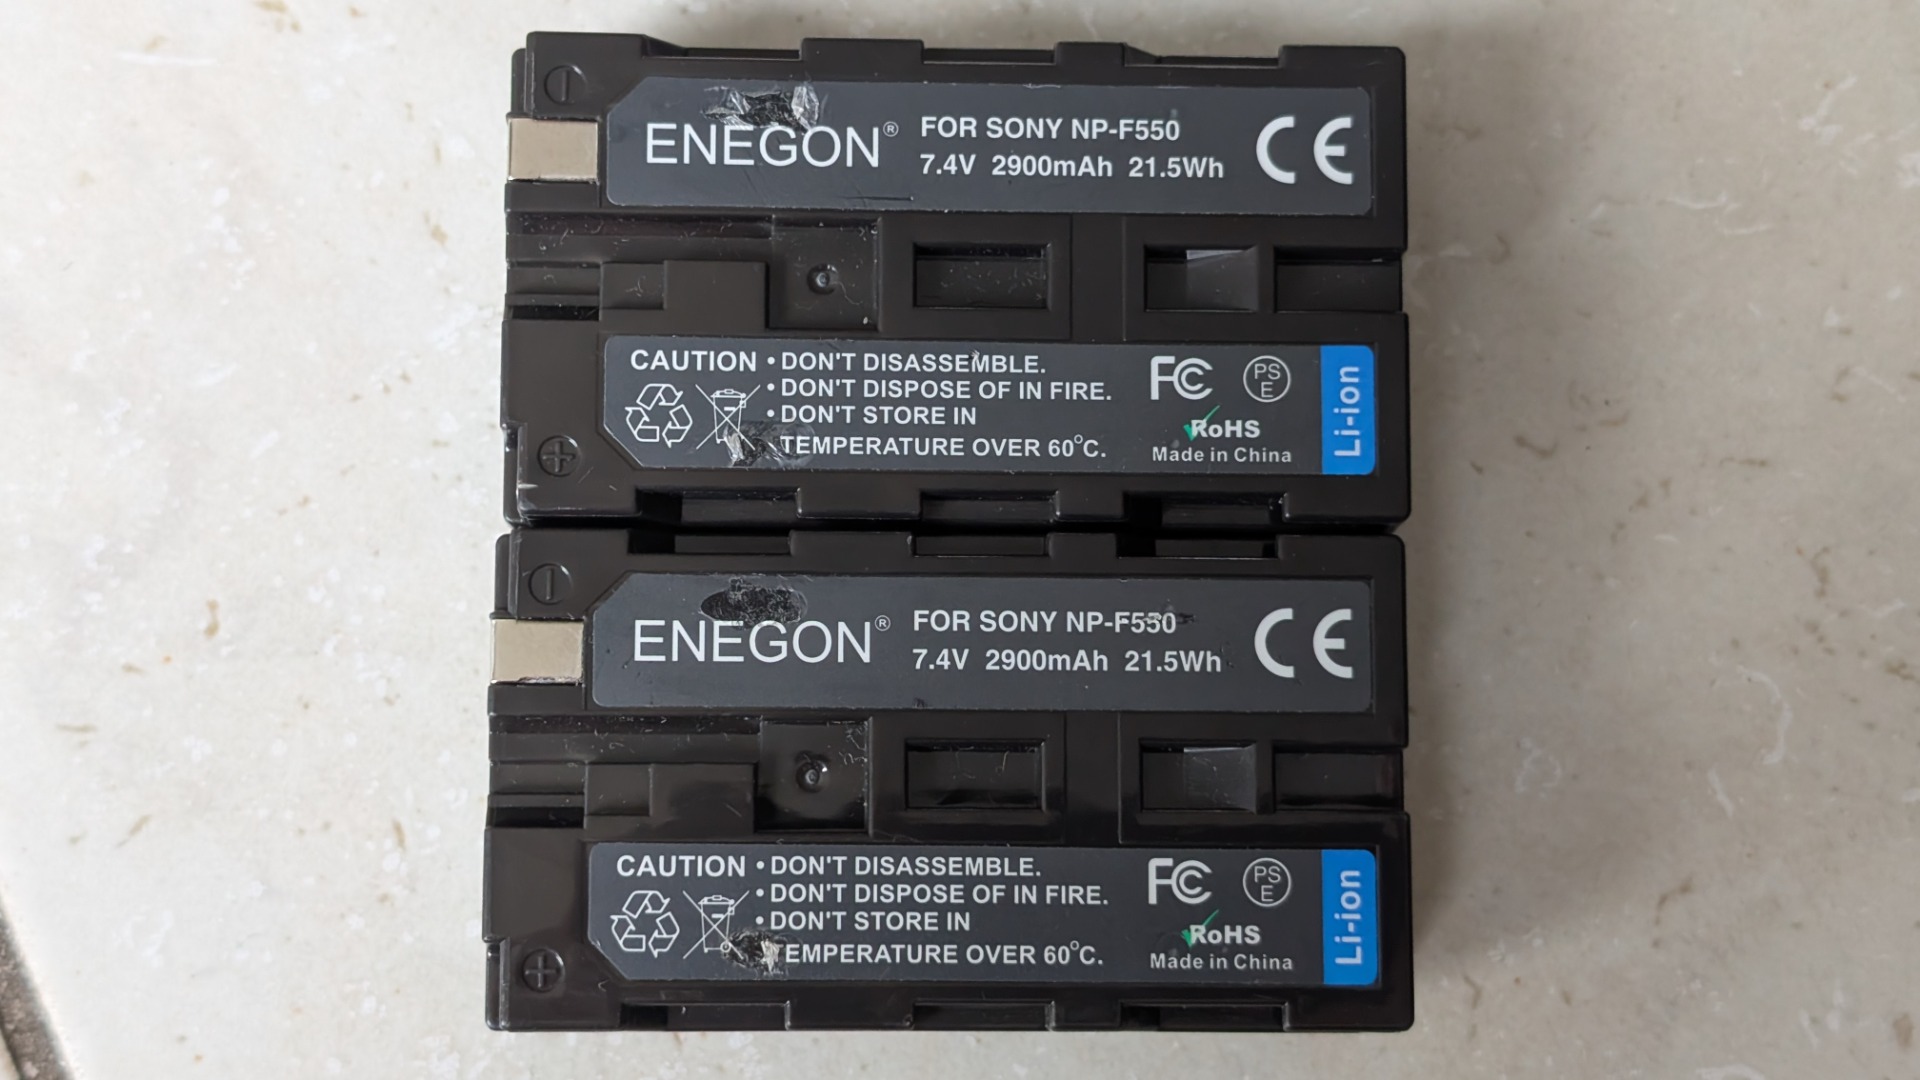 ENEGON®
FOR SONY NP-F550
7.4V 2900mAh 21.5Wh
CE
CAUTION • DON'T DISASSEMBLE.
• DON'T DISPOSE OF IN FIRE.
• DON'T STORE IN
TEMPERATURE OVER 60°C.
FC
PS
E
RoHS
Made in China
Li-ion
ENEGON®
FOR SONY NP-F550
7.4V 2900mAh 21.5Wh
CE
CAUTION • DON'T DISASSEMBLE.
• DON'T DISPOSE OF IN FIRE.
• DON'T STORE IN
TEMPERATURE OVER 60°C.
FC
PS
E
RoHS
Made in China
Li-ion